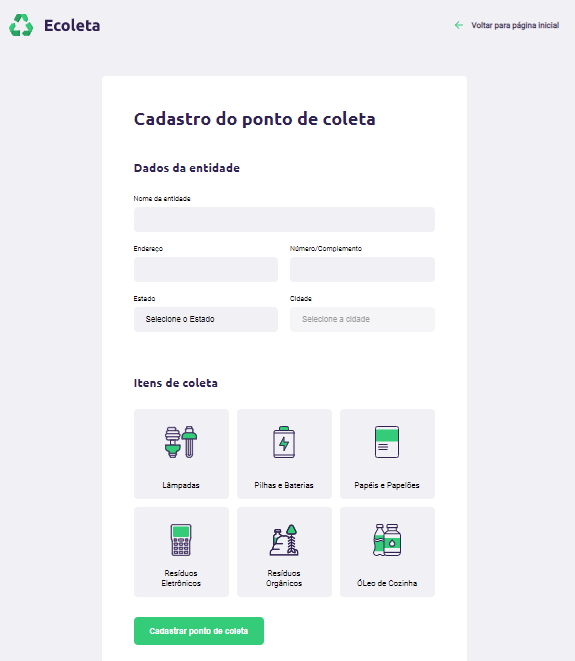 Ecoleta
Voltar para página inicial
Cadastro do ponto de coleta
Dados da entidade
Nome da entidade
Endereço
Número/Complemento
Estado
Cidade
Selecione o Estado
Selecione a cidade
Itens de coleta
Lâmpadas
Pilhas e Baterias
Papéis e Papelões
Resíduos
Eletrônicos
Resíduos
Orgânicos
ÓLeo de Cozinha
Cadastrar ponto de coleta